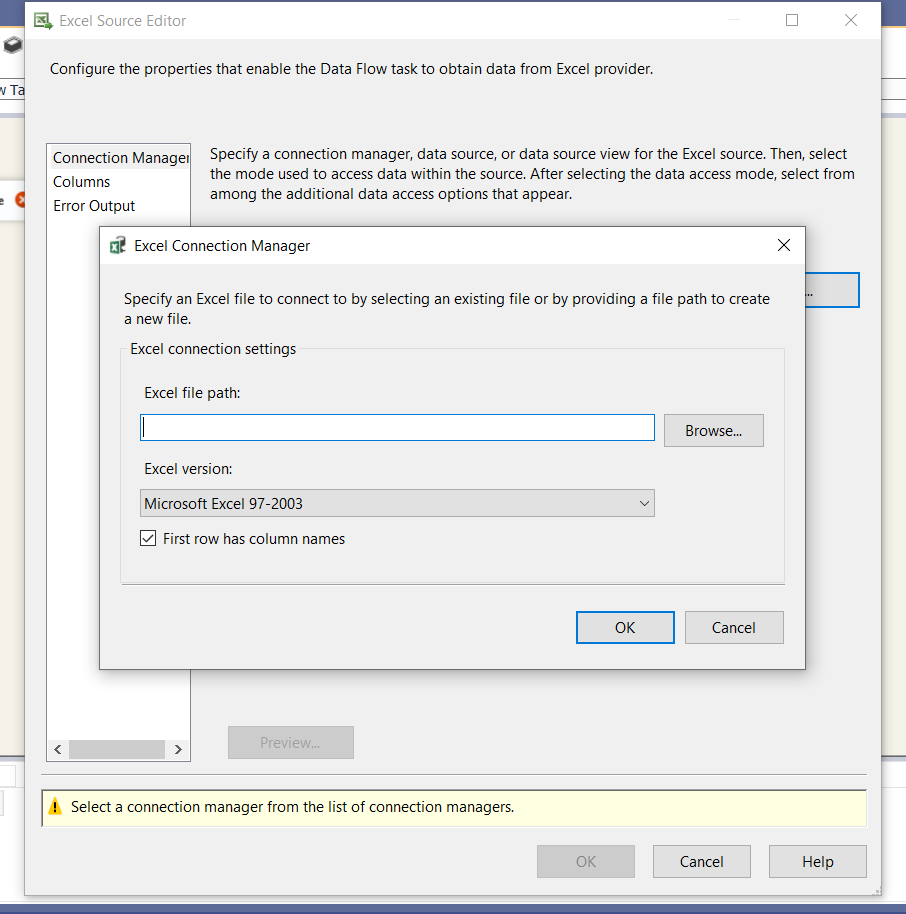 Excel Source Editor
Configure the properties that enable the Data Flow task to obtain data from Excel provider.
w Ta
Connection Manager
Columns
Error Output
Specify a connection manager, data source, or data source view for the Excel source. Then, select
the mode used to access data within the source. After selecting the data access mode, select from
among the additional data access options that appear.
e
...
Excel Connection Manager
Specify an Excel file to connect to by selecting an existing file or by providing a file path to create
a new file.
Excel connection settings
Excel file path:
Browse...
Excel version:
Microsoft Excel 97-2003
First row has column names
OK
Cancel
Preview...
Select a connection manager from the list of connection managers.
OK
Cancel
Help